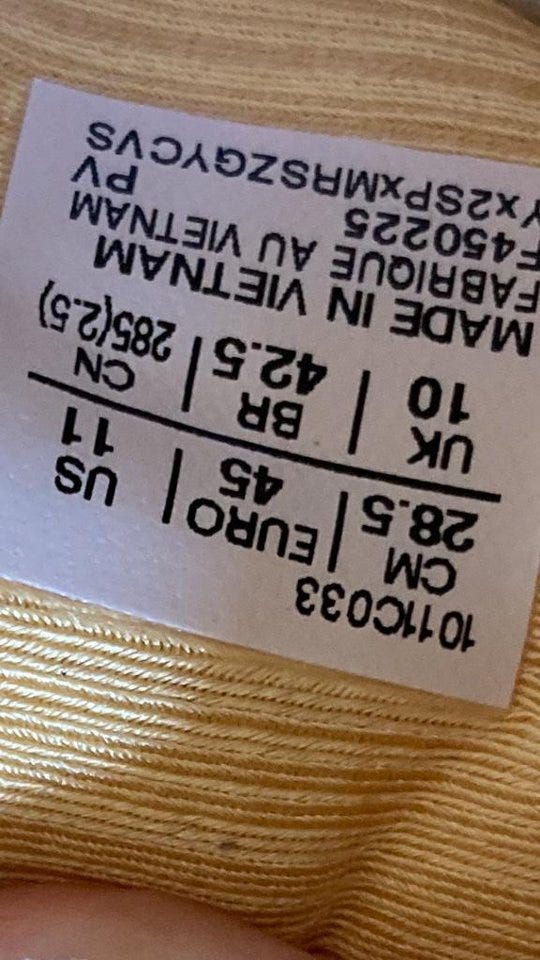 1011C033
CM | EURO | US
28.5 | 45 | 11
UK | BR | CN
10 | 42.5 | 285(2.5)
MADE IN VIETNAM
FABRIQUE AU VIETNAM
F450225 PV
Yx2SPxMRSZGYCVS